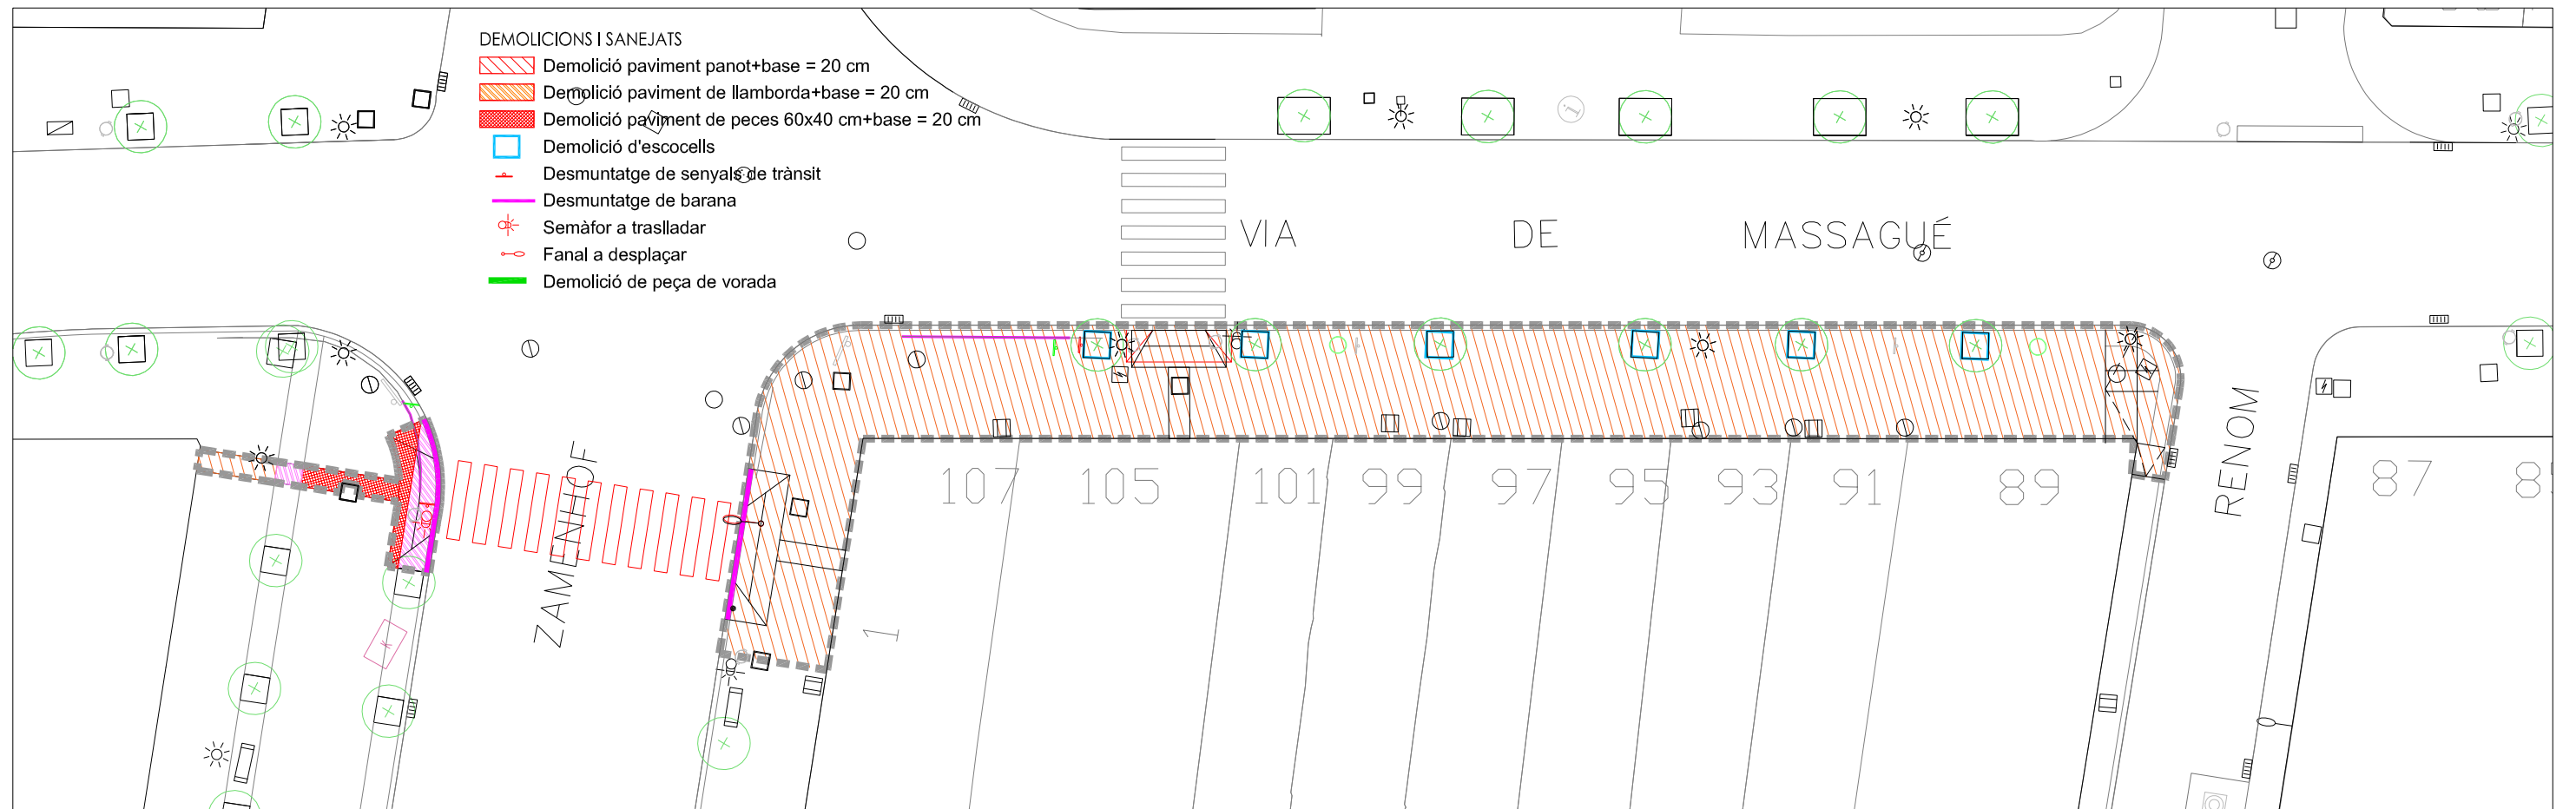 DEMOLICIONS I SANEJATS
Demolició paviment panot+base = 20 cm
Demolició paviment de llamborda+base = 20 cm
Demolició paviment de peces 60x40 cm+base = 20 cm
Demolició d'escocells
Desmuntatge de senyals de trànsit
Desmuntatge de barana
Semàfor a traslladar
Fanal a desplaçar
Demolició de peça de vorada
VIA DE MASSAGUÉ
ZAMENHOF
RENOM
107 105 101 99 97 95 93 91 89 87
1